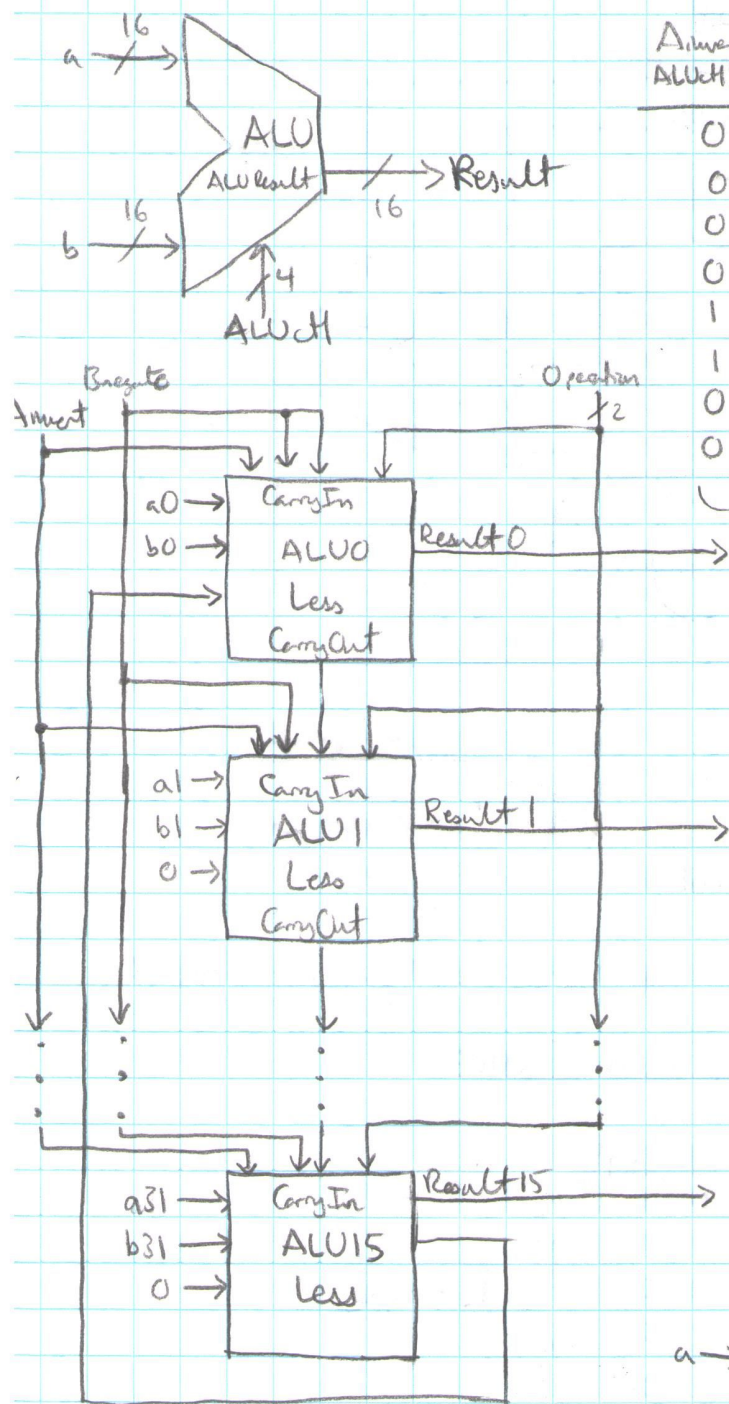 16
a
ALU
ALUResult
Result
16
16
b
4
ALUctl
ALUctl
0
0
0
0
1
1
0
0
Bnegate
Operation
2
Ainvert
CarryIn
a0
b0
ALU0
Result0
Less
CarryOut
a1
CarryIn
b1
ALU1
Result1
0
Less
CarryOut
a31
CarryIn
Result15
b31
ALU15
0
Less
a